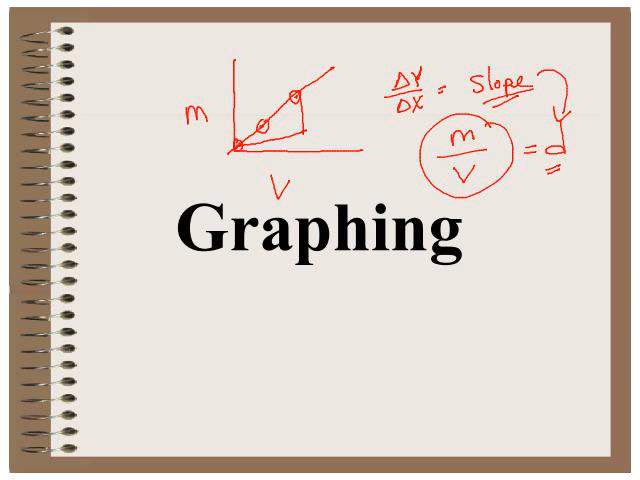 ΔY/ΔX = Slope
m
m/V = d
V
Graphing